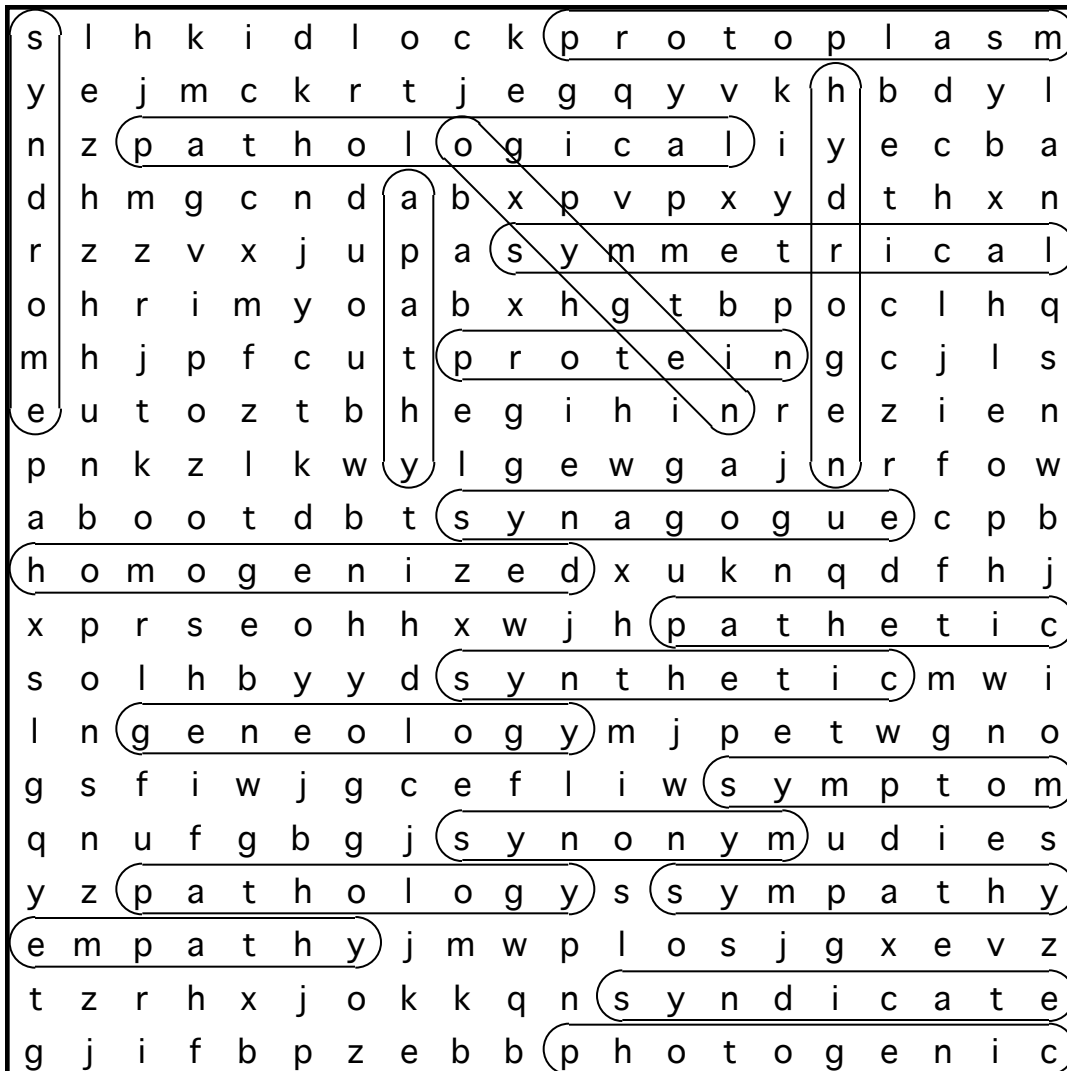 s l h k i d l o c k p r o t o p l a s m
y e j m c k r t j e g q y v k h b d y l
n z p a t h o l o g i c a l i y e c b a
d h m g c n d a b x p v p x y d t h x n
r z z v x j u p a s y m m e t r i c a l
o h r i m y o a b x h g t b p o c l h q
m h j p f c u t p r o t e i n g c j l s
e u t o z t b h e g i h i n r e z i e n
p n k z l k w y l g e w g a j n r f o w
a b o o t d b t s y n a g o g u e c p b
h o m o g e n i z e d x u k n q d f h j
x p r s e o h h x w j h p a t h e t i c
s o l h b y y d s y n t h e t i c m w i
l n g e n e o l o g y m j p e t w g n o
g s f i w j g c e f l i w s y m p t o m
q n u f g b g j s y n o n y m u d i e s
y z p a t h o l o g y s s y m p a t h y
e m p a t h y j m w p l o s j g x e v z
t z r h x j o k k q n s y n d i c a t e
g j i f b p z e b b p h o t o g e n i c